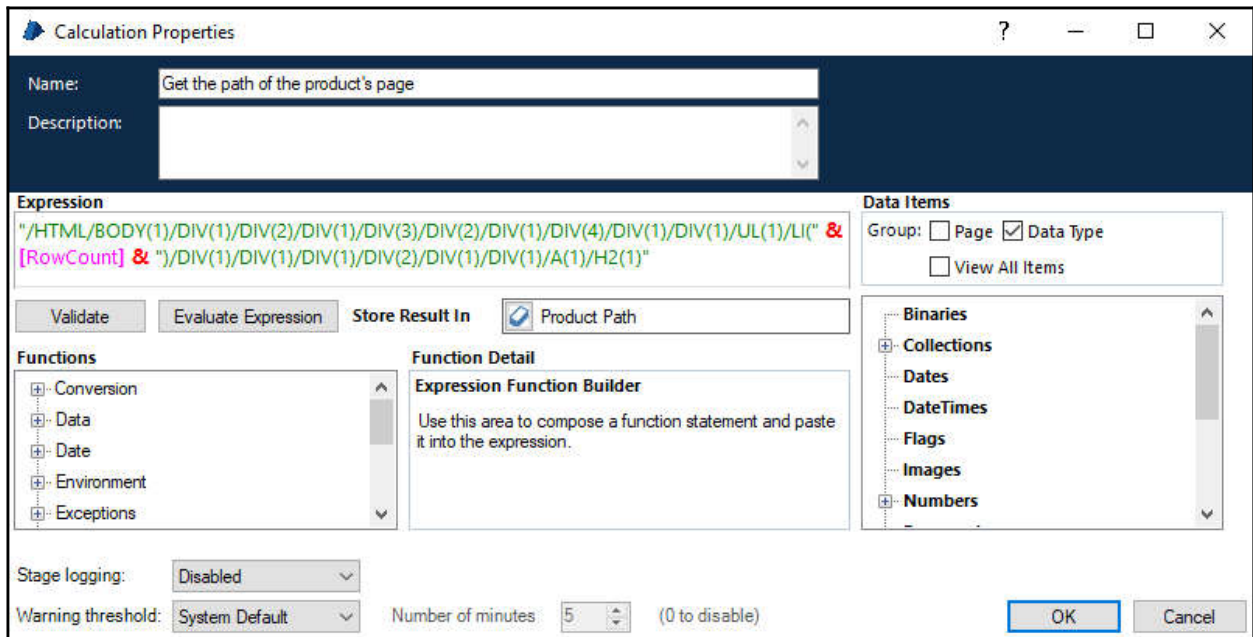 Calculation Properties
?
Name: Get the path of the product's page
Description:
Expression
"/HTML/BODY(1)/DIV(1)/DIV(2)/DIV(1)/DIV(3)/DIV(2)/DIV(1)/DIV(4)/DIV(1)/DIV(1)/UL(1)/LI(" &
[RowCount] & ")/DIV(1)/DIV(1)/DIV(1)/DIV(2)/DIV(1)/DIV(1)/A(1)/H2(1)"
Data Items
Group: Page Data Type
View All Items
Validate Evaluate Expression Store Result In Product Path
Functions
Conversion
Data
Date
Environment
Exceptions
Function Detail
Expression Function Builder
Use this area to compose a function statement and paste
it into the expression.
Binaries
Collections
Dates
DateTimes
Flags
Images
Numbers
Stage logging: Disabled
Warning threshold: System Default Number of minutes 5 (0 to disable)
OK Cancel